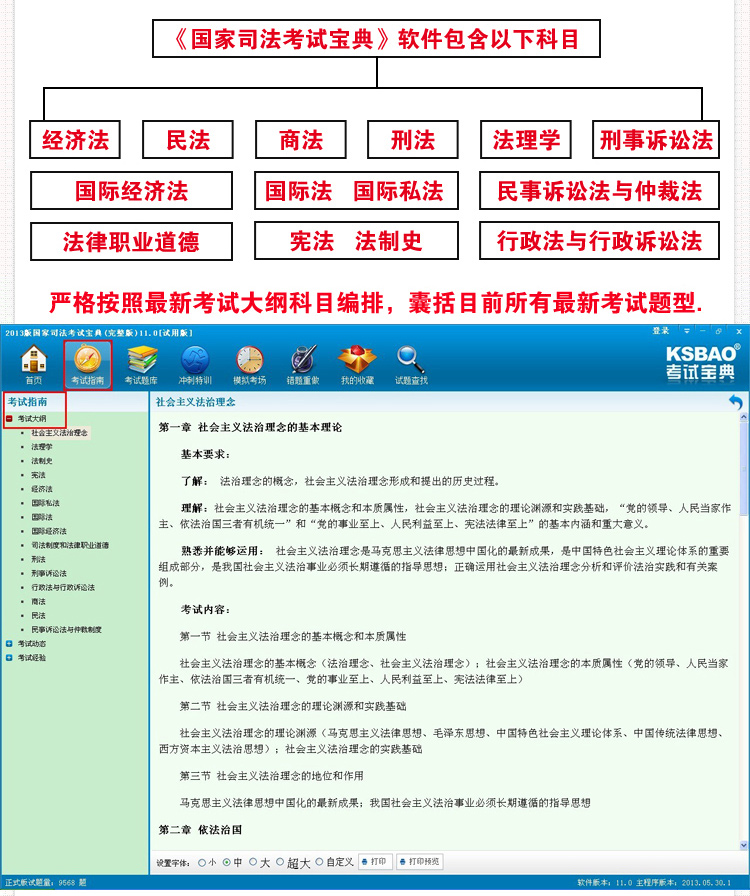 《国家司法考试宝典》软件包含以下科目
经济法 民法 商法 刑法 法理学 刑事诉讼法
国际经济法 国际法 国际私法 民事诉讼法与仲裁法
法律职业道德 宪法 法制史 行政法与行政诉讼法
严格按照最新考试大纲科目编排，囊括目前所有最新考试题型.
2013版国家司法考试宝典(完整版)11.0[试用版] 登录
KSBAO®
考试宝典
首页 考试指南 考试题库 冲刺特训 模拟考场 错题重做 我的收藏 试题查找
考试指南
考试大纲
社会主义法治理念
法理学
法制史
宪法
经济法
国际私法
国际法
国际经济法
司法制度和法律职业道德
刑法
刑事诉讼法
行政法与行政诉讼法
商法
民法
民事诉讼法与仲裁制度
考试动态
考试经验
社会主义法治理念
第一章 社会主义法治理念的基本理论
基本要求：
了解： 法治理念的概念，社会主义法治理念形成和提出的历史过程。
理解：社会主义法治理念的基本概念和本质属性，社会主义法治理念的理论渊源和实践基础，“党的领导、人民当家作
主、依法治国三者有机统一”和“党的事业至上、人民利益至上、宪法法律至上”的基本内涵和重大意义。
熟悉并能够运用： 社会主义法治理念是马克思主义法律思想中国化的最新成果，是中国特色社会主义理论体系的重要
组成部分，是我国社会主义法治事业必须长期遵循的指导思想；正确运用社会主义法治理念分析和评价法治实践和有关案
例。
考试内容：
第一节 社会主义法治理念的基本概念和本质属性
社会主义法治理念的基本概念（法治理念、社会主义法治理念）；社会主义法治理念的本质属性（党的领导、人民当家
作主、依法治国三者有机统一、党的事业至上、人民利益至上、宪法法律至上）
第二节 社会主义法治理念的理论渊源和实践基础
社会主义法治理念的理论渊源（马克思主义法律思想、毛泽东思想、中国特色社会主义理论体系、中国传统法律思想、
西方资本主义法治思想）；社会主义法治理念的实践基础
第三节 社会主义法治理念的地位和作用
马克思主义法律思想中国化的最新成果；我国社会主义法治事业必须长期遵循的指导思想
第二章 依法治国
设置字体： 小 中 大 超大 自定义 打印 打印预览
正式版试题量：9568 题 软件版本：11.0 主程序版本：2013.05.30.1